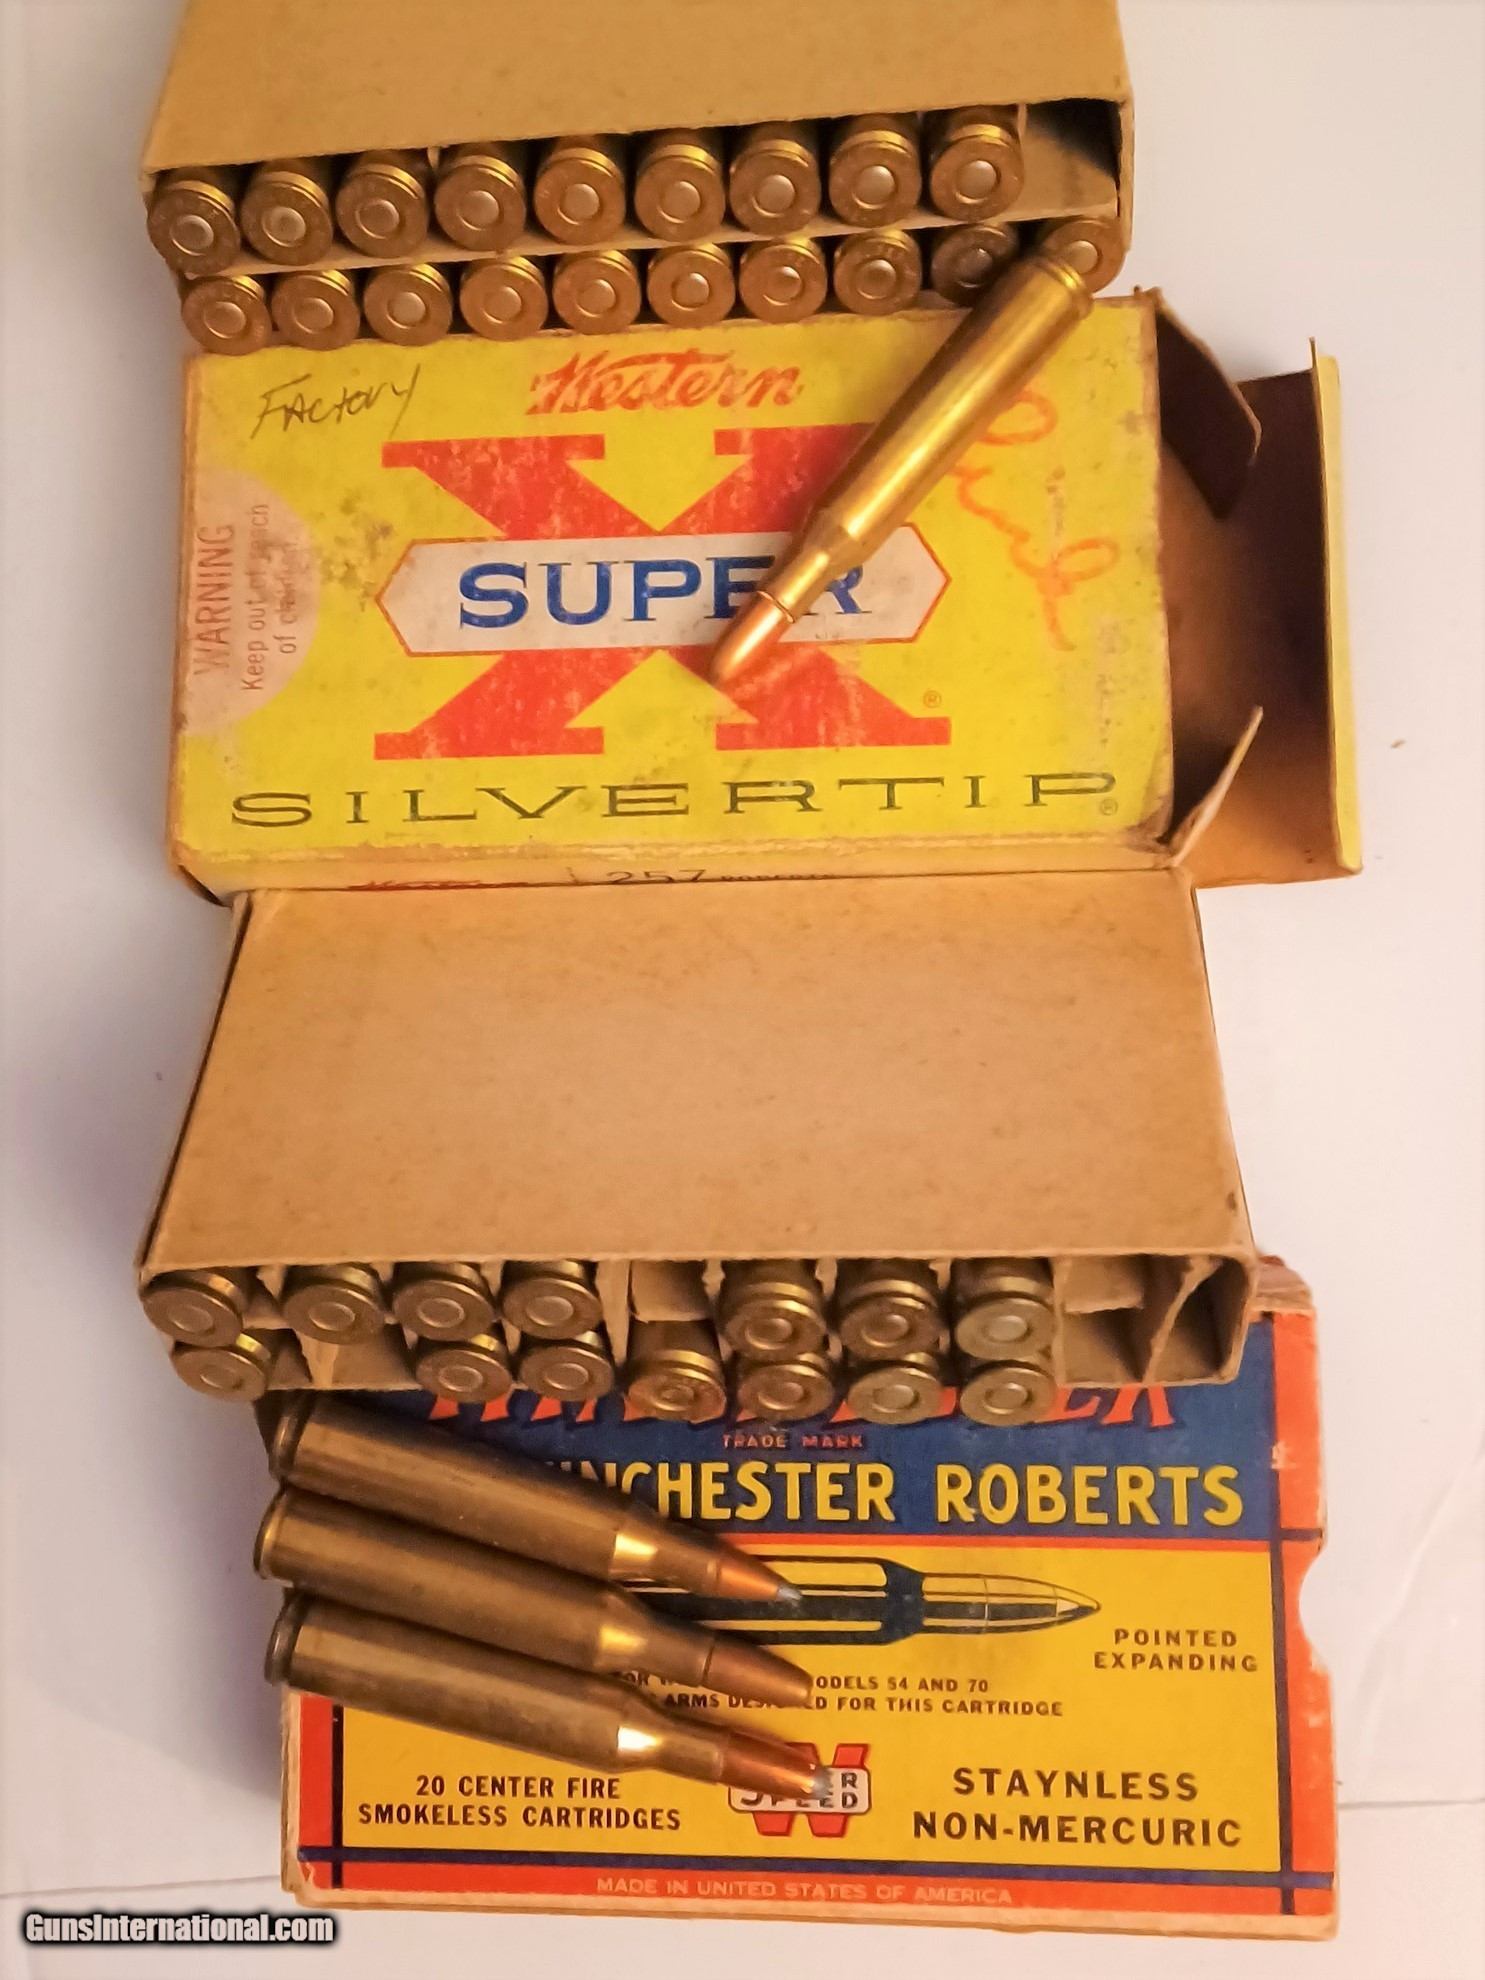 Factory
Western
X
SUPER
®
SILVERTIP®
WARNING
Keep out of reach
of children
Only
257 ROBERTS
TRADE MARK
WINCHESTER ROBERTS
POINTED
EXPANDING
MODELS 54 AND 70
ARMS DESIGNED FOR THIS CARTRIDGE
20 CENTER FIRE
SMOKELESS CARTRIDGES
W
SPEED
STAYNLESS
NON-MERCURIC
MADE IN UNITED STATES OF AMERICA
GunsInternational.com